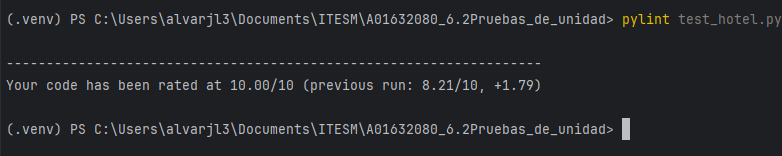 (.venv) PS C:\Users\alvarjl3\Documents\ITESM\A01632080_6.2Pruebas_de_unidad> pylint test_hotel.py
--------------------------------------------------------------------
Your code has been rated at 10.00/10 (previous run: 8.21/10, +1.79)
(.venv) PS C:\Users\alvarjl3\Documents\ITESM\A01632080_6.2Pruebas_de_unidad>